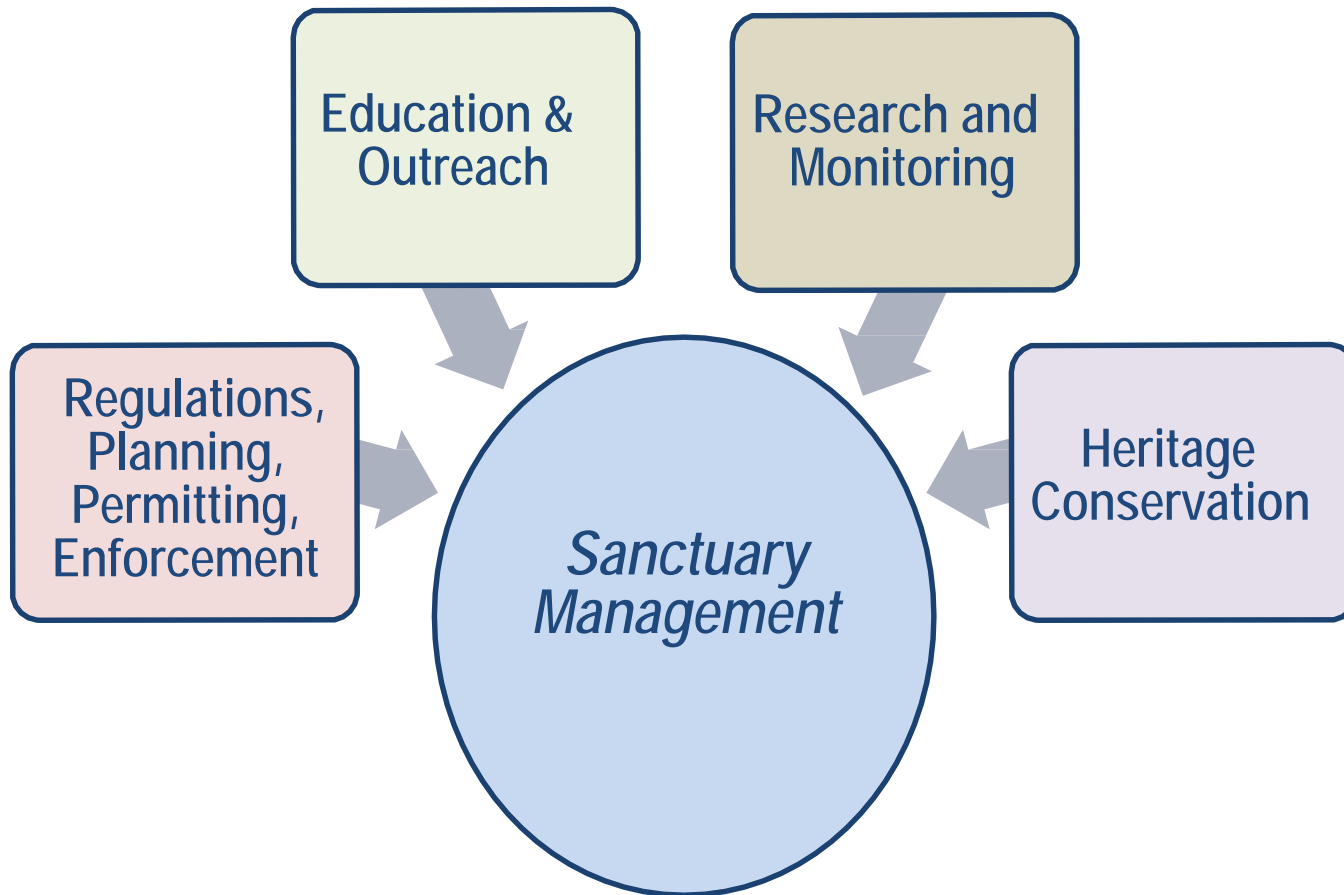 Education &
Outreach
Research and
Monitoring
Regulations,
Planning,
Permitting,
Enforcement
Heritage
Conservation
Sanctuary
Management